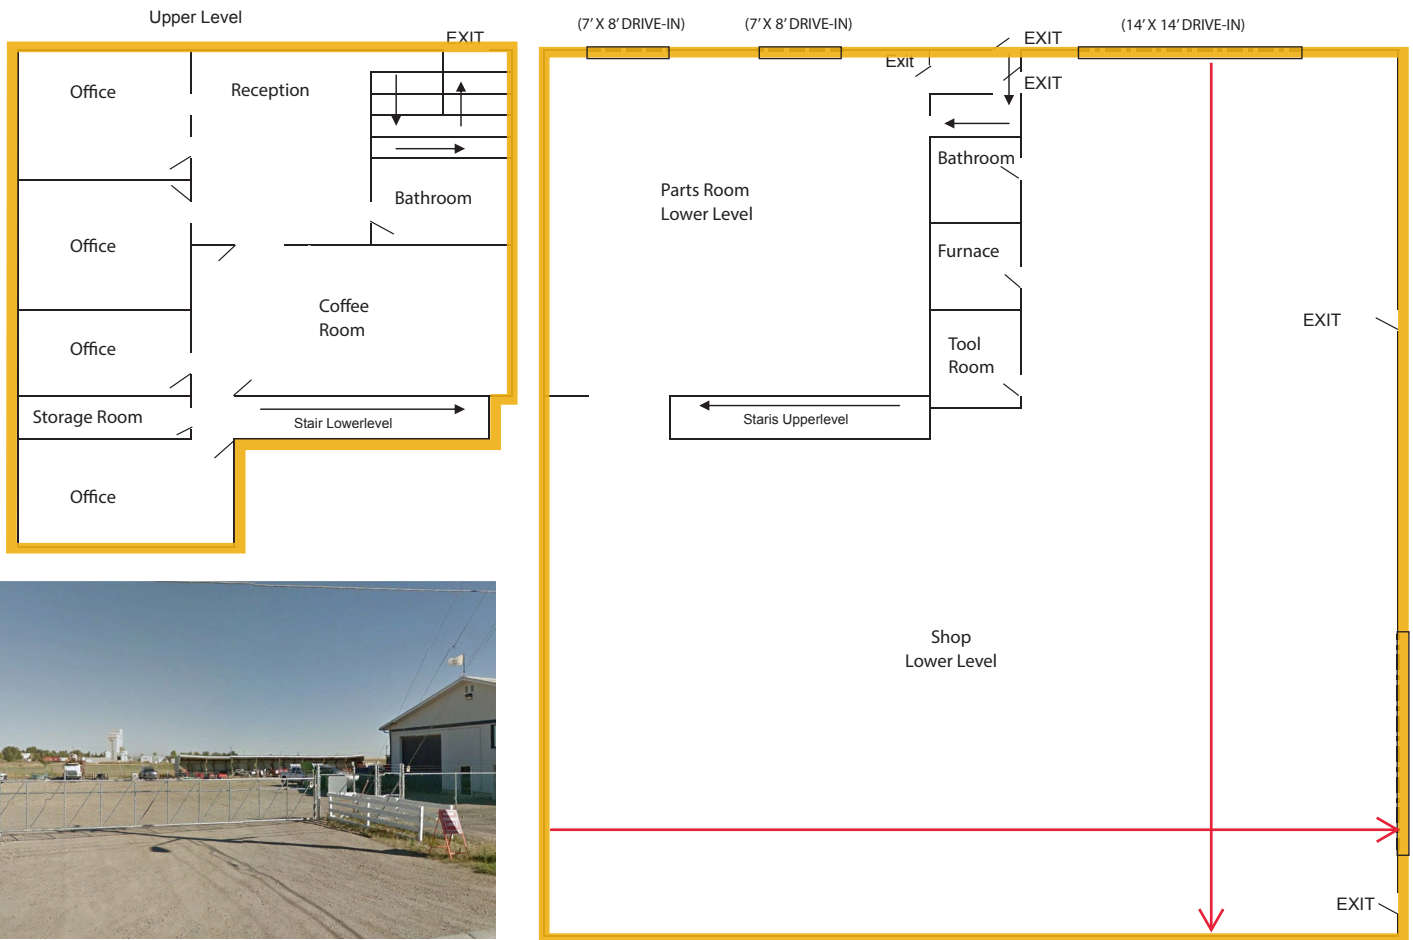 Upper Level
EXIT
Office
Reception
Bathroom
Office
Coffee
Room
Office
Storage Room
Stair Lowerlevel
Office
(7’ X 8’ DRIVE-IN)
(7’ X 8’ DRIVE-IN)
(14’ X 14’ DRIVE-IN)
EXIT
Exit
EXIT
Bathroom
Parts Room
Lower Level
Furnace
EXIT
Tool
Room
Staris Upperlevel
Shop
Lower Level
EXIT